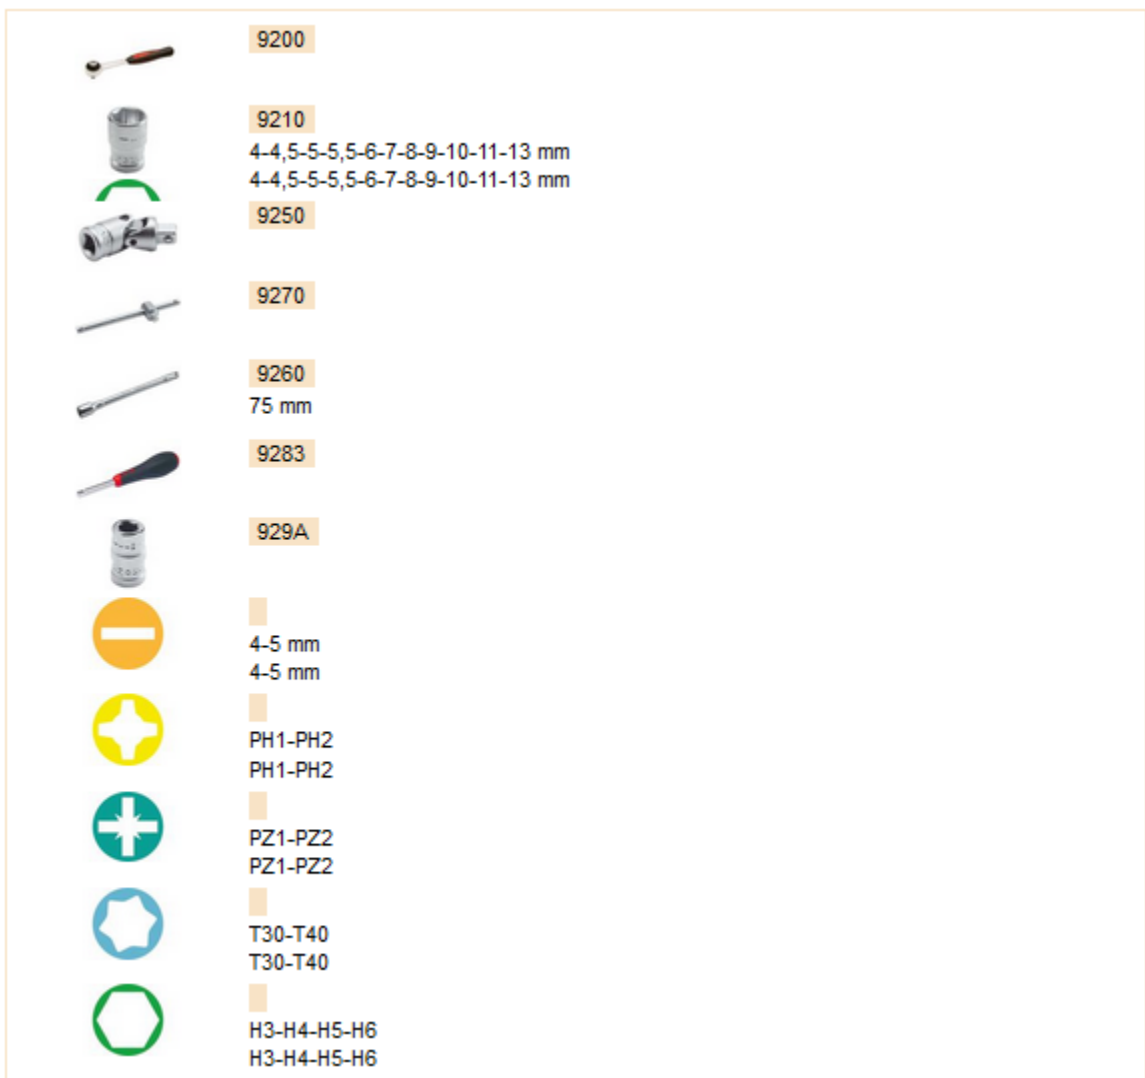 9200
9210
4-4,5-5-5,5-6-7-8-9-10-11-13 mm
4-4,5-5-5,5-6-7-8-9-10-11-13 mm
9250
9270
9260
75 mm
9283
929A
4-5 mm
4-5 mm
PH1-PH2
PH1-PH2
PZ1-PZ2
PZ1-PZ2
T30-T40
T30-T40
H3-H4-H5-H6
H3-H4-H5-H6